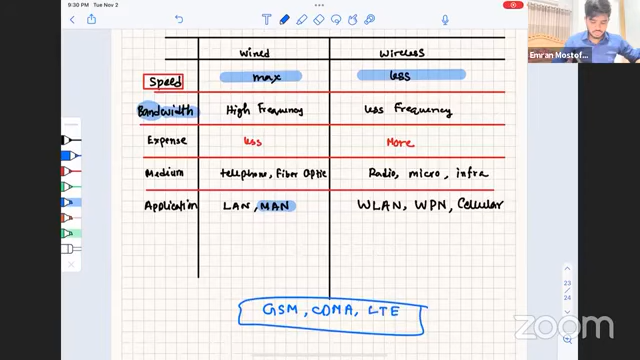 9:30 PM Tue Nov 2
Wired Wireless
Speed max less
Bandwidth High Frequency less Frequency
Expense less More
Medium telephone, Fiber Optic Radio, micro, infra
Application LAN, MAN WLAN, WPN, Cellular
GSM, CDMA, LTE
Emran Mostof...
23
24
zoom